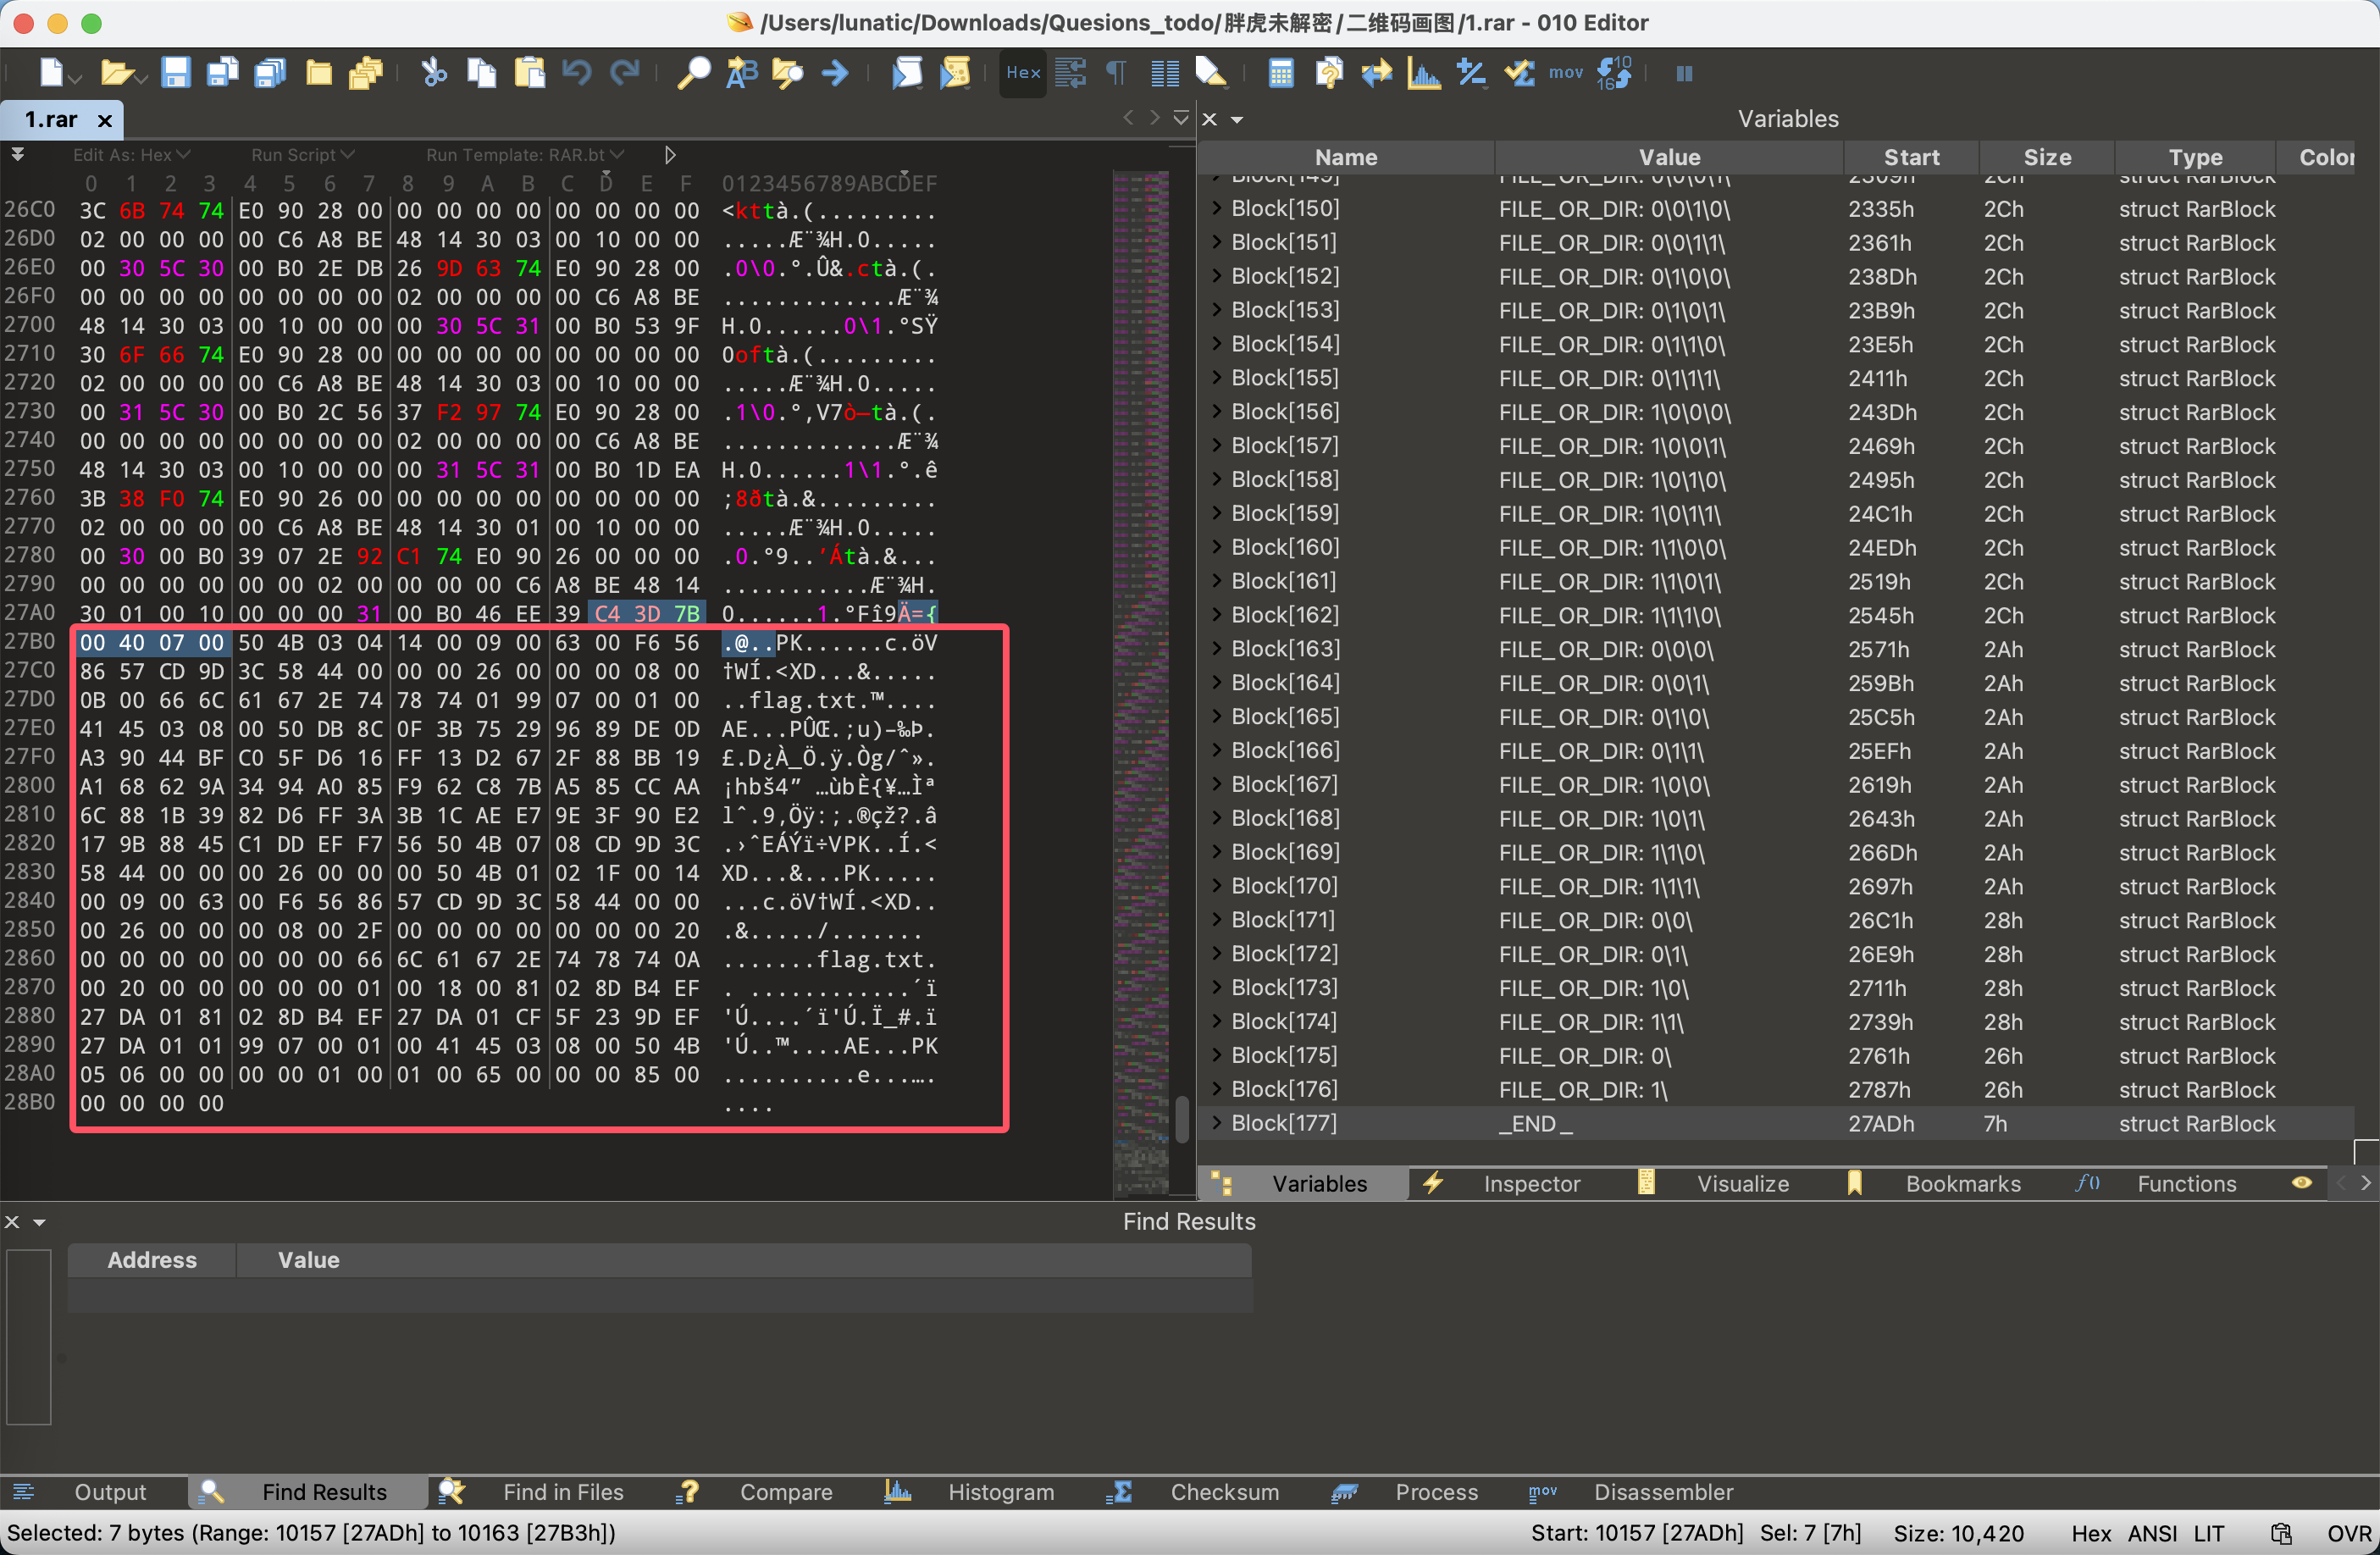 /Users/lunatic/Downloads/Quesions_todo/胖虎未解密/二维码画图/1.rar - 010 Editor
Hex
mov
10
16
1.rar
Variables
Edit As: Hex
Run Script
Run Template: RAR.bt
Name Value Start Size Type Color
0 1 2 3 4 5 6 7 8 9 A B C D E F 0123456789ABCDEF
26C0 3C 6B 74 74 E0 90 28 00 00 00 00 00 00 00 00 00 <kttà.(.........
26D0 02 00 00 00 00 C6 A8 BE 48 14 30 03 00 10 00 00 .....Æ¨¾H.0.....
26E0 00 30 5C 30 00 B0 2E DB 26 9D 63 74 E0 90 28 00 .0\0.°.Û&.ctà.(.
26F0 00 00 00 00 00 00 00 00 02 00 00 00 00 C6 A8 BE .............Æ¨¾
2700 48 14 30 03 00 10 00 00 00 30 5C 31 00 B0 53 9F H.0......0\1.°SŸ
2710 30 6F 66 74 E0 90 28 00 00 00 00 00 00 00 00 00 0oftà.(.........
2720 02 00 00 00 00 C6 A8 BE 48 14 30 03 00 10 00 00 .....Æ¨¾H.0.....
2730 00 31 5C 30 00 B0 2C 56 37 F2 97 74 E0 90 28 00 .1\0.°,V7ò—tà.(.
2740 00 00 00 00 00 00 00 00 02 00 00 00 00 C6 A8 BE .............Æ¨¾
2750 48 14 30 03 00 10 00 00 00 31 5C 31 00 B0 1D EA H.0......1\1.°.ê
2760 3B 38 F0 74 E0 90 26 00 00 00 00 00 00 00 00 00 ;8ðtà.&.........
2770 02 00 00 00 00 C6 A8 BE 48 14 30 01 00 10 00 00 .....Æ¨¾H.0.....
2780 00 30 00 B0 39 07 2E 92 C1 74 E0 90 26 00 00 00 .0.°9..’Átà.&...
2790 00 00 00 00 00 00 02 00 00 00 00 C6 A8 BE 48 14 ...........Æ¨¾H.
27A0 30 01 00 10 00 00 00 31 00 B0 46 EE 39 C4 3D 7B 0......1.°Fî9Ä={
27B0 00 40 07 00 50 4B 03 04 14 00 09 00 63 00 F6 56 .@..PK......c.öV
27C0 86 57 CD 9D 3C 58 44 00 00 00 26 00 00 00 08 00 †WÍ.<XD...&.....
27D0 0B 00 66 6C 61 67 2E 74 78 74 01 99 07 00 01 00 ..flag.txt.™....
27E0 41 45 03 08 00 50 DB 8C 0F 3B 75 29 96 89 DE 0D AE...PÛŒ.;u)–‰Þ.
27F0 A3 90 44 BF C0 5F D6 16 FF 13 D2 67 2F 88 BB 19 £.D¿À_Ö.ÿ.Òg/ˆ».
2800 A1 68 62 9A 34 94 A0 85 F9 62 C8 7B A5 85 CC AA ¡hbš4” …ùbÈ{¥…Ìª
2810 6C 88 1B 39 82 D6 FF 3A 3B 1C AE E7 9E 3F 90 E2 lˆ.9‚Öÿ:;.®çž?.â
2820 17 9B 88 45 C1 DD EF F7 56 50 4B 07 08 CD 9D 3C .›ˆEÁÝï÷VPK..Í.<
2830 58 44 00 00 00 26 00 00 00 50 4B 01 02 1F 00 14 XD...&...PK.....
2840 00 09 00 63 00 F6 56 86 57 CD 9D 3C 58 44 00 00 ...c.öV†WÍ.<XD..
2850 00 26 00 00 00 08 00 2F 00 00 00 00 00 00 00 20 .&...../.......
2860 00 00 00 00 00 00 00 66 6C 61 67 2E 74 78 74 0A .......flag.txt.
2870 00 20 00 00 00 00 00 01 00 18 00 81 02 8D B4 EF . ............´ï
2880 27 DA 01 81 02 8D B4 EF 27 DA 01 CF 5F 23 9D EF 'Ú....´ï'Ú.Ï_#.ï
2890 27 DA 01 01 99 07 00 01 00 41 45 03 08 00 50 4B 'Ú..™....AE...PK
28A0 05 06 00 00 00 00 01 00 01 00 65 00 00 00 85 00 ..........e...….
28B0 00 00 00 00 ....
Block[149] FILE_OR_DIR: 0\0\0\1\ 2309h 2Ch struct RarBlock
Block[150] FILE_OR_DIR: 0\0\1\0\ 2335h 2Ch struct RarBlock
Block[151] FILE_OR_DIR: 0\0\1\1\ 2361h 2Ch struct RarBlock
Block[152] FILE_OR_DIR: 0\1\0\0\ 238Dh 2Ch struct RarBlock
Block[153] FILE_OR_DIR: 0\1\0\1\ 23B9h 2Ch struct RarBlock
Block[154] FILE_OR_DIR: 0\1\1\0\ 23E5h 2Ch struct RarBlock
Block[155] FILE_OR_DIR: 0\1\1\1\ 2411h 2Ch struct RarBlock
Block[156] FILE_OR_DIR: 1\0\0\0\ 243Dh 2Ch struct RarBlock
Block[157] FILE_OR_DIR: 1\0\0\1\ 2469h 2Ch struct RarBlock
Block[158] FILE_OR_DIR: 1\0\1\0\ 2495h 2Ch struct RarBlock
Block[159] FILE_OR_DIR: 1\0\1\1\ 24C1h 2Ch struct RarBlock
Block[160] FILE_OR_DIR: 1\1\0\0\ 24EDh 2Ch struct RarBlock
Block[161] FILE_OR_DIR: 1\1\0\1\ 2519h 2Ch struct RarBlock
Block[162] FILE_OR_DIR: 1\1\1\0\ 2545h 2Ch struct RarBlock
Block[163] FILE_OR_DIR: 0\0\0\ 2571h 2Ah struct RarBlock
Block[164] FILE_OR_DIR: 0\0\1\ 259Bh 2Ah struct RarBlock
Block[165] FILE_OR_DIR: 0\1\0\ 25C5h 2Ah struct RarBlock
Block[166] FILE_OR_DIR: 0\1\1\ 25EFh 2Ah struct RarBlock
Block[167] FILE_OR_DIR: 1\0\0\ 2619h 2Ah struct RarBlock
Block[168] FILE_OR_DIR: 1\0\1\ 2643h 2Ah struct RarBlock
Block[169] FILE_OR_DIR: 1\1\0\ 266Dh 2Ah struct RarBlock
Block[170] FILE_OR_DIR: 1\1\1\ 2697h 2Ah struct RarBlock
Block[171] FILE_OR_DIR: 0\0\ 26C1h 28h struct RarBlock
Block[172] FILE_OR_DIR: 0\1\ 26E9h 28h struct RarBlock
Block[173] FILE_OR_DIR: 1\0\ 2711h 28h struct RarBlock
Block[174] FILE_OR_DIR: 1\1\ 2739h 28h struct RarBlock
Block[175] FILE_OR_DIR: 0\ 2761h 26h struct RarBlock
Block[176] FILE_OR_DIR: 1\ 2787h 26h struct RarBlock
Block[177] _END_ 27ADh 7h struct RarBlock
Variables Inspector Visualize Bookmarks f() Functions
Find Results
Address Value
Output Find Results Find in Files Compare Histogram Checksum Process mov Disassembler
Selected: 7 bytes (Range: 10157 [27ADh] to 10163 [27B3h]) Start: 10157 [27ADh] Sel: 7 [7h] Size: 10,420 Hex ANSI LIT OVR